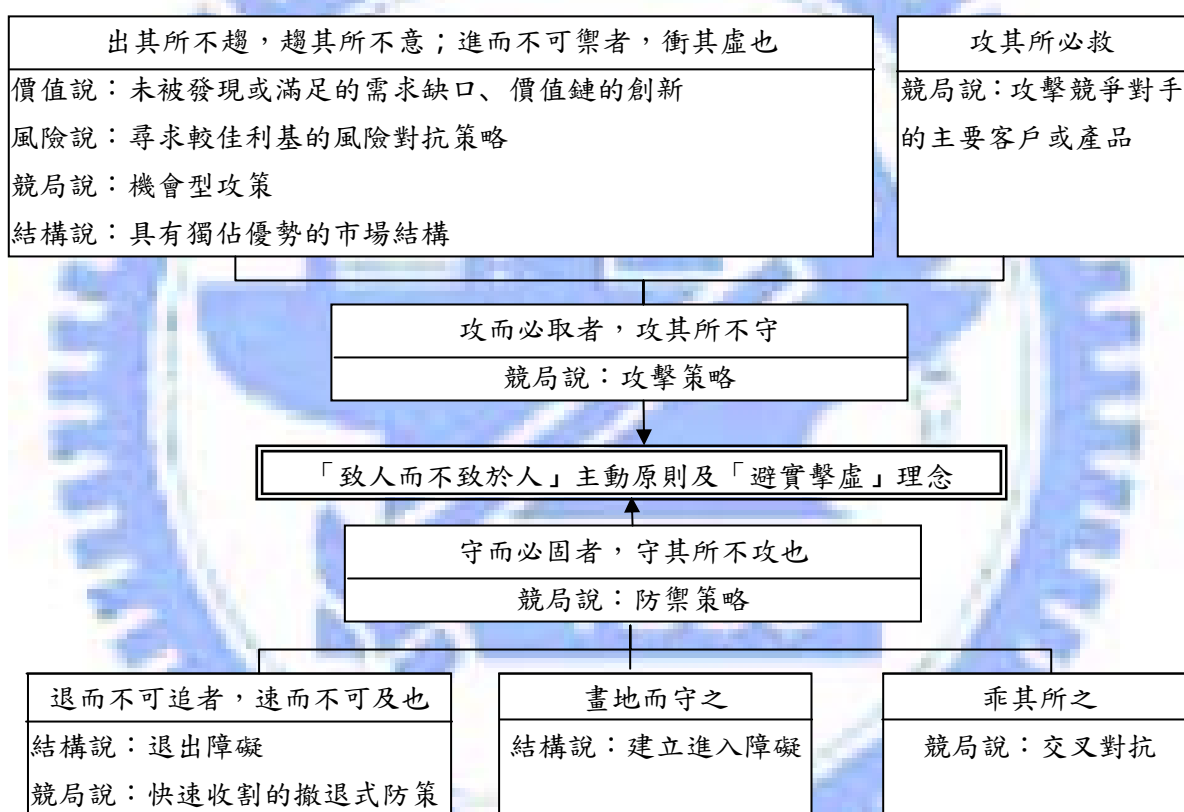 出其所不趨，趨其所不意；進而不可禦者，衝其虛也
價值說：未被發現或滿足的需求缺口、價值鏈的創新
風險說：尋求較佳利基的風險對抗策略
競局說：機會型攻策
結構說：具有獨佔優勢的市場結構
攻其所必救
競局說：攻擊競爭對手
的主要客戶或產品
攻而必取者，攻其所不守
競局說：攻擊策略
「致人而不致於人」主動原則及「避實擊虛」理念
守而必固者，守其所不攻也
競局說：防禦策略
退而不可追者，速而不可及也
結構說：退出障礙
競局說：快速收割的撤退式防策
畫地而守之
結構說：建立進入障礙
乖其所之
競局說：交叉對抗